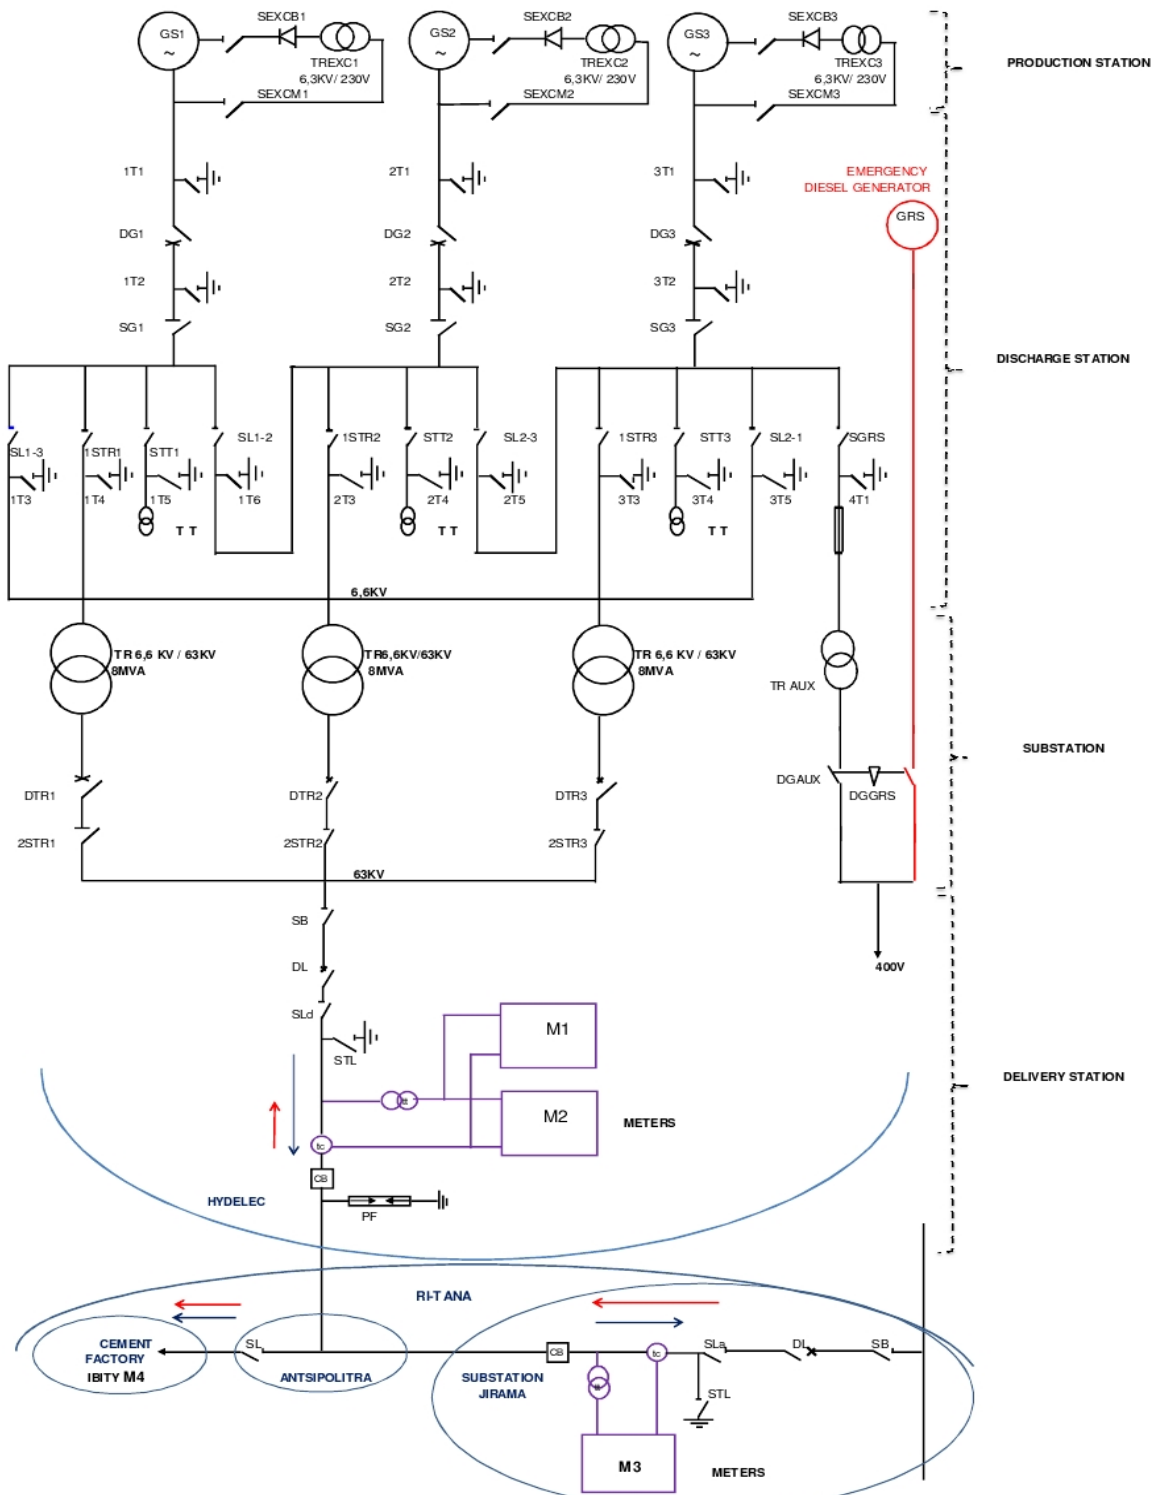 GS1
~
SEXCB1
TREXC1
6,3KV/ 230V
SEXCM1
GS2
~
SEXCB2
TREXC2
6,3KV/ 230V
SEXCM2
GS3
~
SEXCB3
TREXC3
6,3KV/ 230V
SEXCM3
PRODUCTION STATION
1T1
2T1
3T1
EMERGENCY
DIESEL GENERATOR
GRS
DG1
DG2
DG3
1T2
2T2
3T2
SG1
SG2
SG3
DISCHARGE STATION
SL1-3
1STR1
STT1
SL1-2
1STR2
STT2
SL2-3
1STR3
STT3
SL2-1
SGRS
1T3
1T4
1T5
1T6
2T3
2T4
2T5
3T3
3T4
3T5
4T1
T T
T T
6,6KV
TR 6,6 KV / 63KV
8MVA
TR6,6KV/63KV
8MVA
TR 6,6 KV / 63KV
8MVA
TR AUX
SUBSTATION
DTR1
DTR2
DTR3
DGAUX
DGGRS
2STR1
2STR2
2STR3
63KV
SB
DL
400V
SLd
STL
M1
M2
METERS
DELIVERY STATION
tt
tc
CB
HYDELEC
PF
RI-TANA
CEMENT
FACTORY
IBITY M4
SL
ANTSIPOLITRA
SUBSTATION
JIRAMA
CB
tc
SLa
DL
SB
tt
STL
M3
METERS